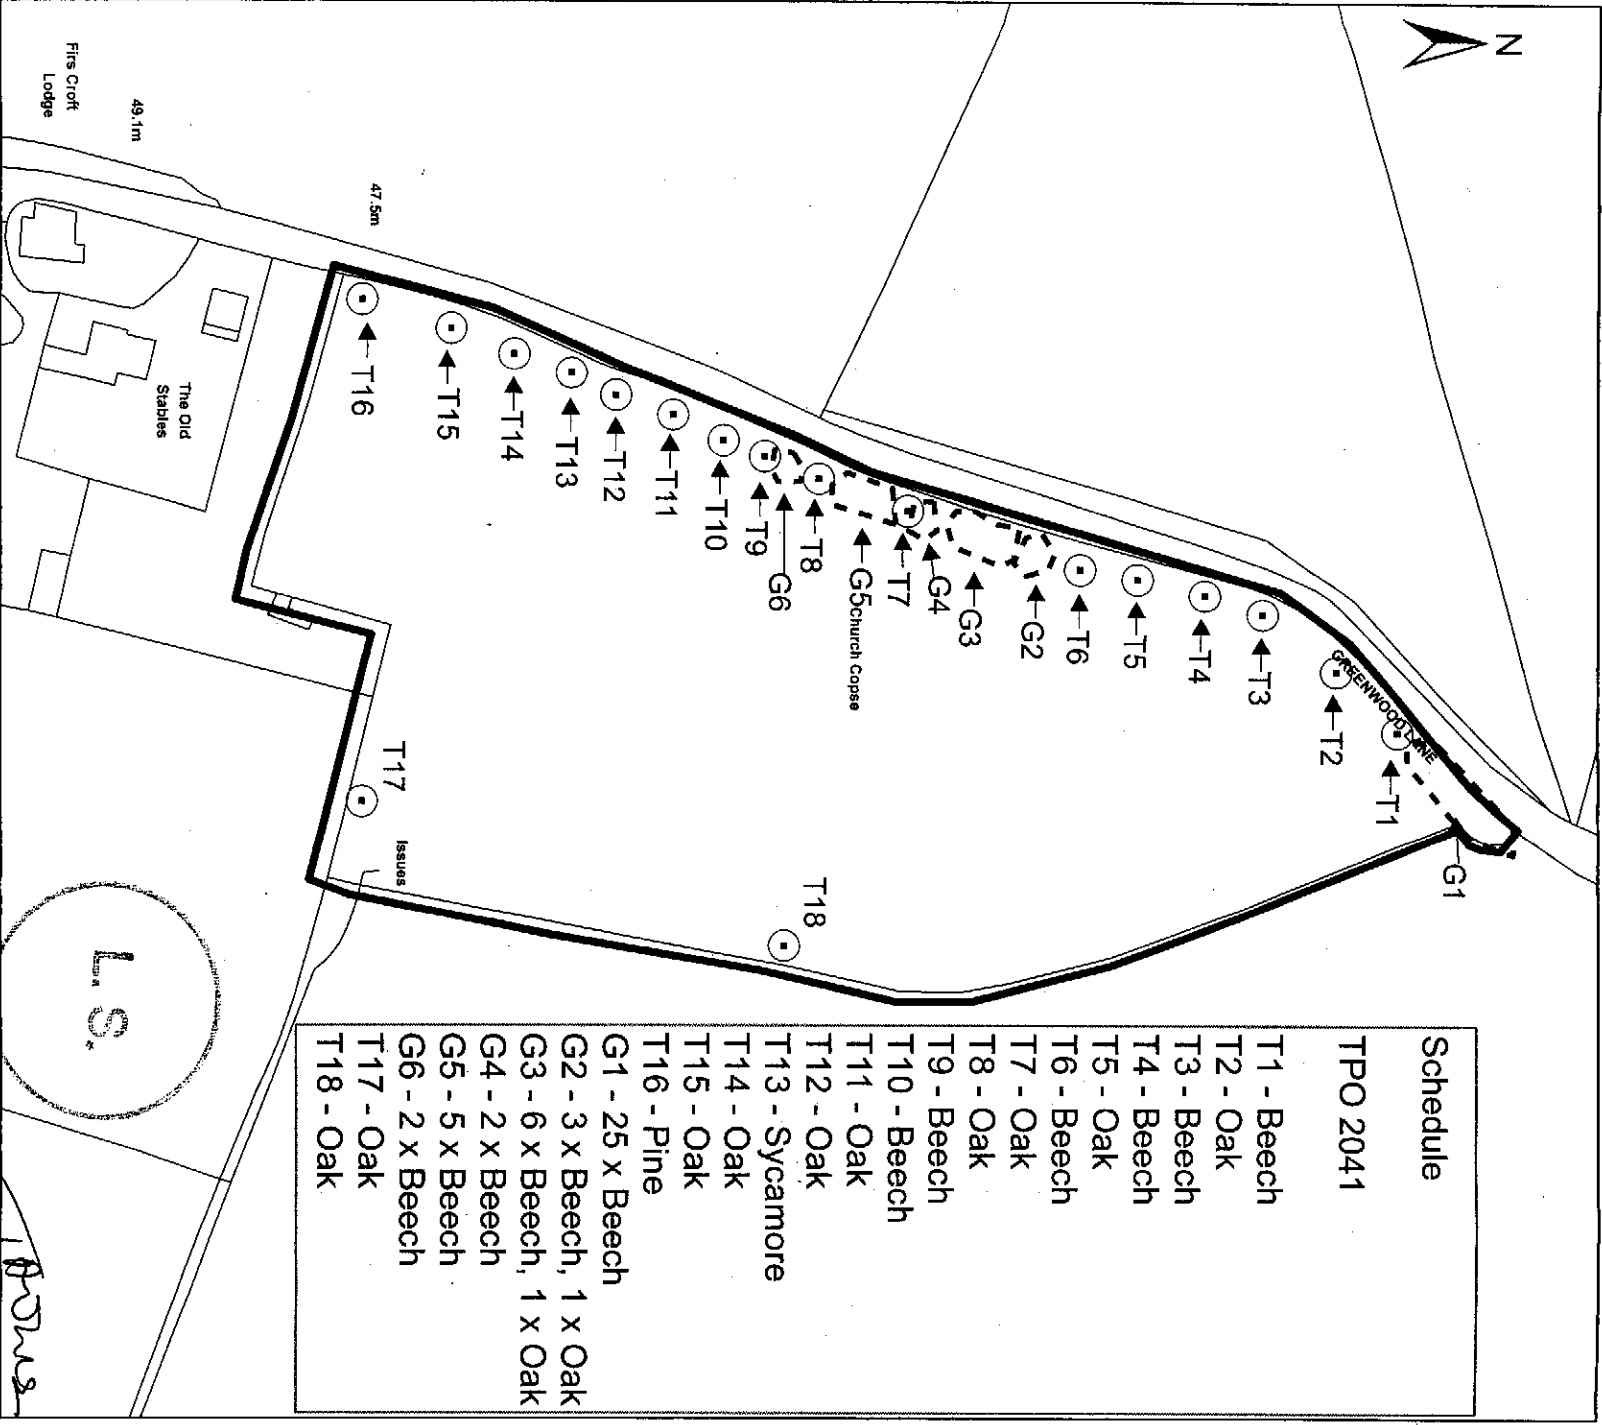 N
Schedule
TPO 2041
T1 - Beech
T2 - Oak
T3 - Beech
T4 - Beech
T5 - Oak
T6 - Beech
T7 - Oak
T8 - Oak
T9 - Beech
T10 - Beech
T11 - Oak
T12 - Oak
T13 - Sycamore
T14 - Oak
T15 - Oak
T16 - Pine
G1 - 25 x Beech
G2 - 3 x Beech, 1 x Oak
G3 - 6 x Beech, 1 x Oak
G4 - 2 x Beech
G5 - 5 x Beech
G6 - 2 x Beech
T17 - Oak
T18 - Oak
G1
T1
GREENWOOD LANE
T2
T3
T4
T5
T6
G2
G3
G4
T7
G5
Church Copse
T8
G6
T9
T10
T11
T12
T13
T14
T15
T16
T18
T17
Issues
47.5m
49.1m
The Old
Stables
Firs Croft
Lodge
L. S.